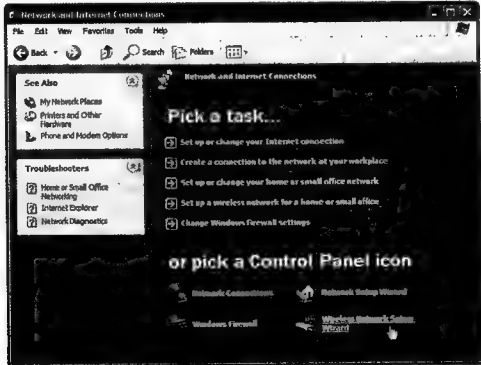 Network and Internet Connections
File Edit View Favorites Tools Help
Back Search Folders
See Also
My Network Places
Printers and Other
Hardware
Phone and Modem Options
Troubleshooters
Home or Small Office
Networking
Internet Explorer
Network Diagnostics
Network and Internet Connections
Pick a task...
Set up or change your Internet connection
Create a connection to the network at your workplace
Set up or change your home or small office network
Set up a wireless network for a home or small office
Change Windows Firewall settings
or pick a Control Panel icon
Network Connections
Network Setup Wizard
Windows Firewall
Wireless Network Setup
Wizard